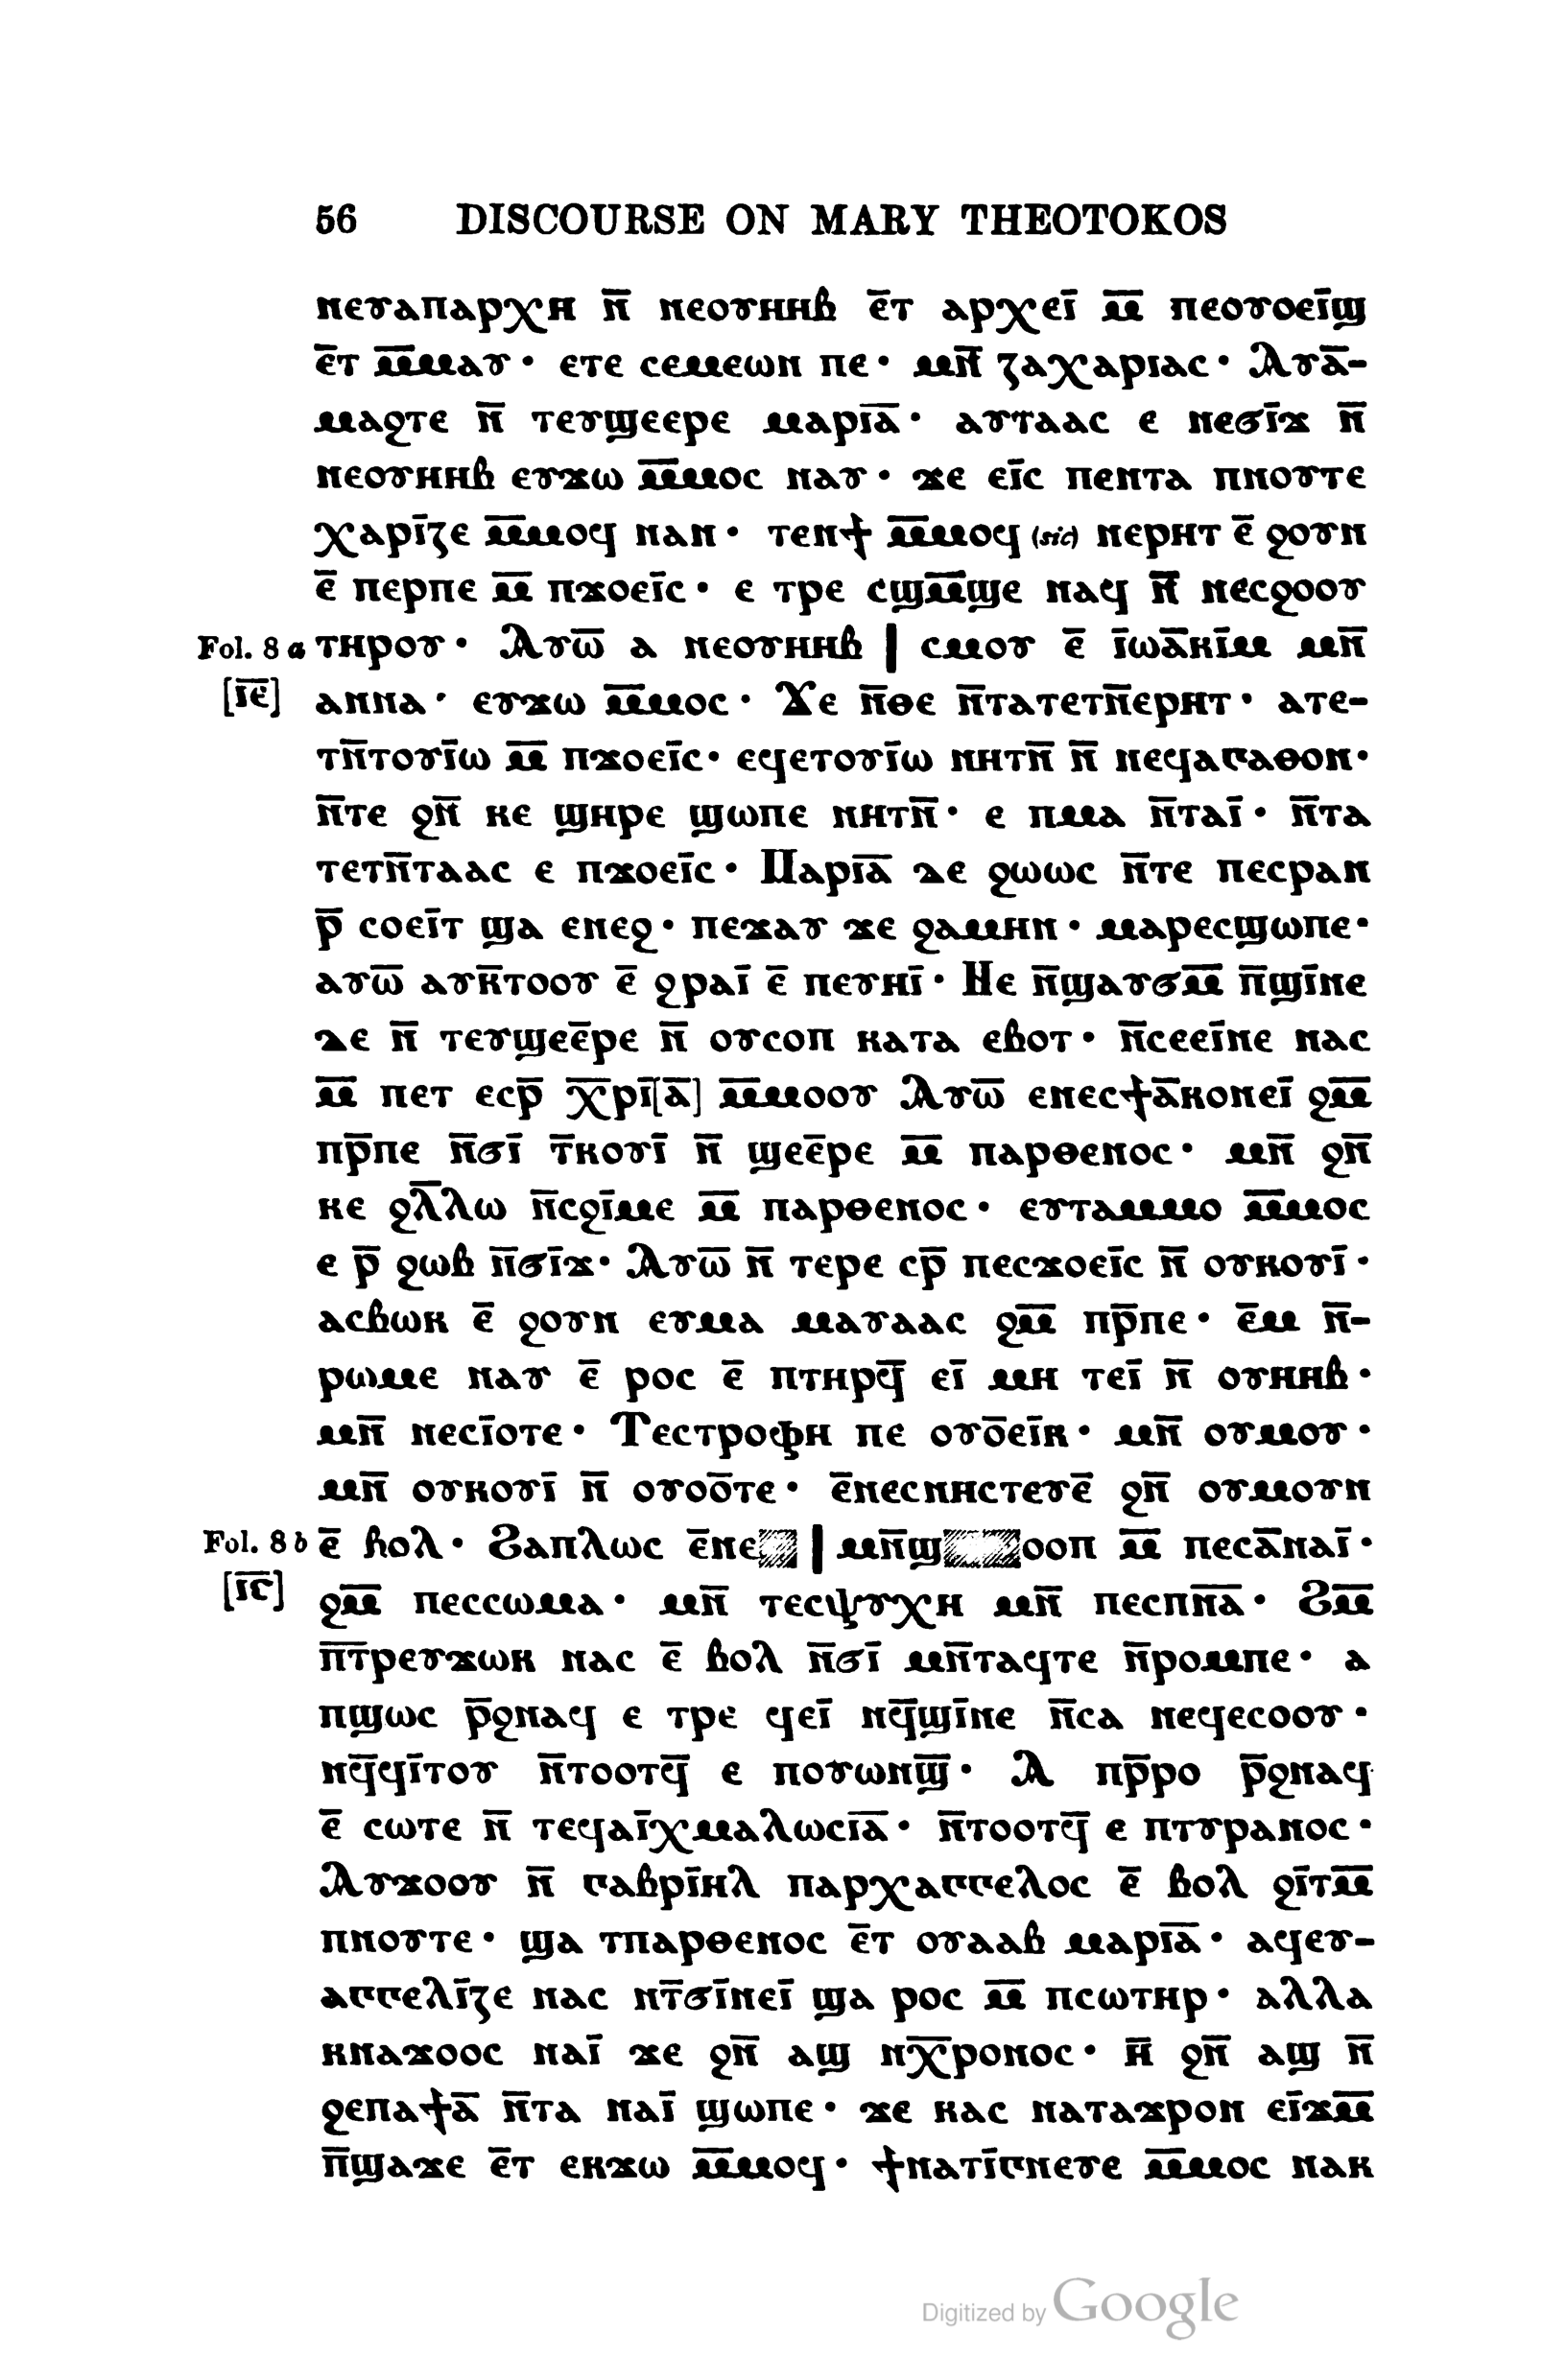 56 DISCOURSE ON MARY THEOTOKOS
ⲛⲉⲩⲁⲡⲁⲣⲭⲏ ⲛ̅ ⲛⲉⲟⲩⲏⲏⲃ ⲉ̅ⲧ ⲁⲣⲭⲉⲓ̅ ⲙ̅ ⲡⲉⲟⲩⲟⲉⲓ̅ϣ
ⲉ̅ⲧ ⲙ̅ⲙⲁⲩ· ⲉⲧⲉ ⲥⲉⲙⲉⲱⲛ ⲡⲉ· ⲙⲛ̅ ⲍⲁⲭⲁⲣⲓⲁⲥ· Ⲁⲩⲁ̅-
ⲙⲁϩⲧⲉ ⲛ̅ ⲧⲉⲩϣⲉⲉⲣⲉ ⲙⲁⲣⲓ̅ⲁ̅· ⲁⲩⲧⲁⲁⲥ ⲉ ⲛⲉϭⲓ̅ϫ ⲛ̅
ⲛⲉⲟⲩⲏⲏⲃ ⲉⲩϫⲱ ⲙ̅ⲙⲟⲥ ⲛⲁⲩ· ϫⲉ ⲉⲓ̅ⲥ ⲡⲉⲛⲧⲁ ⲡⲛⲟⲩⲧⲉ
ⲭⲁⲣⲓ̅ⲍⲉ ⲙ̅ⲙⲟϥ ⲛⲁⲛ· ⲧⲉⲛϯ ⲙ̅ⲙⲟϥ (sic) ⲛⲉⲣⲏⲧ ⲉ̅ ϩⲟⲩⲛ
ⲉ̅ ⲡⲉⲣⲡⲉ ⲙ̅ ⲡϫⲟⲉⲓ̅ⲥ· ⲉ ⲧⲣⲉ ⲥϣⲙ̅ϣⲉ ⲛⲁϥ ⲛ̅ ⲛⲉⲥϩⲟⲟⲩ
Fol. 8 a ⲧⲏⲣⲟⲩ· Ⲁⲩⲱ̅ ⲁ ⲛⲉⲟⲩⲏⲏⲃ | ⲥⲙⲟⲩ ⲉ̅ ⲓ̅ⲱⲁ̅ⲕⲓ̅ⲙ ⲙⲛ̅
[ⲓ̅ⲉ̅] ⲁⲛⲛⲁ· ⲉⲩϫⲱ ⲙ̅ⲙⲟⲥ· Ϫⲉ ⲛ̅ⲑⲉ ⲛ̅ⲧⲁⲧⲉⲧⲛ̅ⲉⲣⲏⲧ· ⲁⲧⲉ-
ⲧⲛ̅ⲧⲟⲩⲓ̅ⲱ ⲙ̅ ⲡϫⲟⲉⲓ̅ⲥ· ⲉϥⲉⲧⲟⲩⲓ̅ⲱ ⲛⲏⲧⲛ̅ ⲛ̅ ⲛⲉϥⲁⲅⲁⲑⲟⲛ·
ⲛ̅ⲧⲉ ϩⲛ̅ ⲕⲉ ϣⲏⲣⲉ ϣⲱⲡⲉ ⲛⲏⲧⲛ̅· ⲉ ⲡⲙⲁ ⲛ̅ⲧⲁⲓ̅· ⲛ̅ⲧⲁ
ⲧⲉⲧⲛ̅ⲧⲁⲁⲥ ⲉ ⲡϫⲟⲉⲓ̅ⲥ· Ⲙⲁⲣⲓ̅ⲁ̅ ⲇⲉ ϩⲱⲱⲥ ⲛ̅ⲧⲉ ⲡⲉⲥⲣⲁⲛ
ⲣ̅ ⲥⲟⲉⲓ̅ⲧ ϣⲁ ⲉⲛⲉϩ· ⲡⲉϫⲁⲩ ϫⲉ ϩⲁⲙⲏⲛ· ⲙⲁⲣⲉⲥϣⲱⲡⲉ·
ⲁⲩⲱ̅ ⲁⲩⲕ̅ⲧⲟⲟⲩ ⲉ̅ ϩⲣⲁⲓ̅ ⲉ̅ ⲡⲉⲩⲏⲓ̅· Ⲛⲉ ⲛ̅ϣⲁⲩϭⲙ̅ ⲡ̅ϣⲓ̅ⲛⲉ
ⲇⲉ ⲛ̅ ⲧⲉⲩϣⲉⲉ̅ⲣⲉ ⲛ̅ ⲟⲩⲥⲟⲡ ⲕⲁⲧⲁ ⲉⲃⲟⲧ· ⲛ̅ⲥⲉⲉⲓ̅ⲛⲉ ⲛⲁⲥ
ⲙ̅ ⲡⲉⲧ ⲉⲥⲣ̅ ⲭ̅ⲣⲓ̅[ⲁ̅] ⲙ̅ⲙⲟⲟⲩ Ⲁⲩⲱ̅ ⲉⲛⲉⲥϯⲁ̅ⲕⲟⲛⲉⲓ̅ ϩⲙ̅
ⲡⲣ̅ⲡⲉ ⲛ̅ϭⲓ̅ ⲧ̅ⲕⲟⲩⲓ̅ ⲛ̅ ϣⲉⲉ̅ⲣⲉ ⲙ̅ ⲡⲁⲣⲑⲉⲛⲟⲥ· ⲙⲛ̅ ϩⲛ̅
ⲕⲉ ϩⲗ̅ⲗⲱ ⲛ̅ⲥϩⲓ̅ⲙⲉ ⲙ̅ ⲡⲁⲣⲑⲉⲛⲟⲥ· ⲉⲩⲧⲁⲙⲙⲟ ⲙ̅ⲙⲟⲥ
ⲉ ⲣ̅ ϩⲱⲃ ⲛ̅ϭⲓ̅ϫ· Ⲁⲩⲱ̅ ⲛ̅ ⲧⲉⲣⲉ ⲥⲣ̅ ⲡⲉⲥϫⲟⲉⲓ̅ⲥ ⲛ̅ ⲟⲩⲕⲟⲩⲓ̅·
ⲁⲥⲃⲱⲕ ⲉ̅ ϩⲟⲩⲛ ⲉⲩⲙⲁ ⲙⲁⲩⲁⲁⲥ ϩⲙ̅ ⲡⲣ̅ⲡⲉ· ⲉ̅ⲙ ⲛ̅-
ⲣⲱⲙⲉ ⲛⲁⲩ ⲉ̅ ⲣⲟⲥ ⲉ̅ ⲡⲧⲏⲣϥ̅ ⲉⲓ̅ ⲙⲏ ⲧⲉⲓ̅ ⲛ̅ ⲟⲩⲏⲏⲃ·
ⲙⲛ̅ ⲛⲉⲥⲓ̅ⲟⲧⲉ· Ⲧⲉⲥⲧⲣⲟⲫⲏ ⲡⲉ ⲟⲩⲟ̅ⲉⲓ̅ⲕ· ⲙⲛ̅ ⲟⲩⲙⲟⲩ·
ⲙⲛ̅ ⲟⲩⲕⲟⲩⲓ̅ ⲛ̅ ⲟⲩⲟⲟ̅ⲧⲉ· ⲉ̅ⲛⲉⲥⲛⲏⲥⲧⲉⲩⲉ̅ ϩⲛ̅ ⲟⲩⲙⲟⲩⲛ
Fol. 8 b ⲉ̅ ⲃⲟⲗ· Ϩⲁⲡⲗⲱⲥ ⲉ̅ⲛⲉ | ⲙⲛ̅ϣ ⲟⲟⲡ ⲙ̅ ⲡⲉⲥⲁ̅ⲛⲁⲓ̅·
[ⲓ̅ⲋ̅] ϩⲙ̅ ⲡⲉⲥⲥⲱⲙⲁ· ⲙⲛ̅ ⲧⲉⲥⲯⲩⲭⲏ ⲙⲛ̅ ⲡⲉⲥⲡⲛ̅ⲁ̅· Ϩⲙ̅
ⲡ̅ⲧ̅ⲣⲉⲩϫⲱⲕ ⲛⲁⲥ ⲉ̅ ⲃⲟⲗ ⲛ̅ϭⲓ̅ ⲙⲛ̅ⲧⲁϥⲧⲉ ⲛ̅ⲣⲟⲙⲡⲉ· ⲁ
ⲡϣⲱⲥ ⲣ̅ϩⲛⲁϥ ⲉ ⲧⲣⲉ ϥⲉⲓ̅ ⲛϥ̅ϣⲓ̅ⲛⲉ ⲛ̅ⲥⲁ ⲛⲉϥⲉⲥⲟⲟⲩ·
ⲛϥ̅ϥⲓ̅ⲧⲟⲩ ⲛ̅ⲧⲟⲟⲧϥ̅ ⲉ ⲡⲟⲩⲱⲛϣ̅· Ⲁ ⲡⲣ̅ⲣⲟ ⲣ̅ϩⲛⲁϥ
ⲉ̅ ⲥⲱⲧⲉ ⲛ̅ ⲧⲉϥⲁⲓ̅ⲭⲙⲁⲗⲱⲥⲓ̅ⲁ̅· ⲛ̅ⲧⲟⲟⲧϥ̅ ⲉ ⲡⲧⲩⲣⲁⲛⲟⲥ·
Ⲁⲩϫⲟⲟⲩ ⲛ̅ ⲅⲁⲃⲣⲓ̅ⲏⲗ ⲡⲁⲣⲭⲁⲅⲅⲉⲗⲟⲥ ⲉ̅ ⲃⲟⲗ ϩⲓ̅ⲧⲙ̅
ⲡⲛⲟⲩⲧⲉ· ϣⲁ ⲧⲡⲁⲣⲑⲉⲛⲟⲥ ⲉ̅ⲧ ⲟⲩⲁⲁⲃ ⲙⲁⲣⲓ̅ⲁ̅· ⲁϥⲉⲩ-
ⲁⲅⲅⲉⲗⲓ̅ⲍⲉ ⲛⲁⲥ ⲛⲧ̅ϭⲓ̅ⲛⲉⲓ̅ ϣⲁ ⲣⲟⲥ ⲙ̅ ⲡⲥⲱⲧⲏⲣ· ⲁⲗⲗⲁ
ⲕⲛⲁϫⲟⲟⲥ ⲛⲁⲓ̅ ϫⲉ ϩⲛ̅ ⲁϣ ⲛⲭ̅ⲣⲟⲛⲟⲥ· ⲏ̅ ϩⲛ̅ ⲁϣ ⲛ̅
ϩⲉⲡⲁϯⲁ̅ ⲛ̅ⲧⲁ ⲛⲁⲓ̅ ϣⲱⲡⲉ· ϫⲉ ⲕⲁⲥ ⲛⲁⲧⲁϫⲣⲟⲛ ⲉⲓ̅ϫⲙ̅
ⲡ̅ϣⲁϫⲉ ⲉ̅ⲧ ⲉⲕϫⲱ ⲙ̅ⲙⲟϥ· ϯⲛⲁⲧⲓ̅ⲅⲛⲉⲩⲉ ⲙ̅ⲙⲟⲥ ⲛⲁⲕ
Digitized by Google